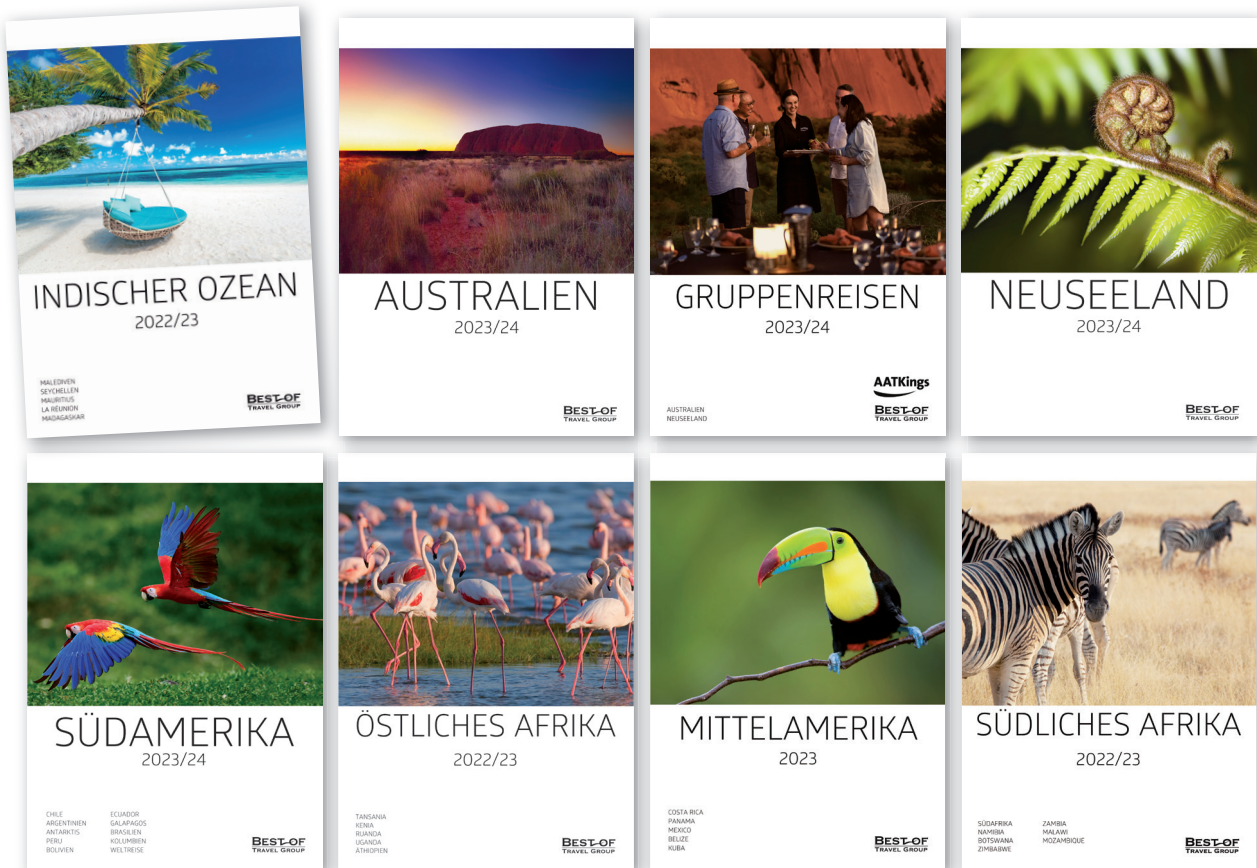 INDISCHER OZEAN
2022/23
MALEDIVEN
SEYCHELLEN
MAURITIUS
LA RÉUNION
MADAGASKAR
BEST OF
TRAVEL GROUP
AUSTRALIEN
2023/24
BEST OF
TRAVEL GROUP
GRUPPENREISEN
2023/24
AUSTRALIEN
NEUSEELAND
AATKings
BEST OF
TRAVEL GROUP
NEUSEELAND
2023/24
BEST OF
TRAVEL GROUP
SÜDAMERIKA
2023/24
CHILE
ARGENTINIEN
ANTARKTIS
PERU
BOLIVIEN
ECUADOR
GALAPAGOS
BRASILIEN
KOLUMBIEN
WELTREISE
BEST OF
TRAVEL GROUP
ÖSTLICHES AFRIKA
2022/23
TANSANIA
KENIA
RUANDA
UGANDA
ÄTHIOPIEN
BEST OF
TRAVEL GROUP
MITTELAMERIKA
2023
COSTA RICA
PANAMA
MEXICO
BELIZE
KUBA
BEST OF
TRAVEL GROUP
SÜDLICHES AFRIKA
2022/23
SÜDAFRIKA
NAMIBIA
BOTSWANA
ZIMBABWE
ZAMBIA
MALAWI
MOZAMBIQUE
BEST OF
TRAVEL GROUP